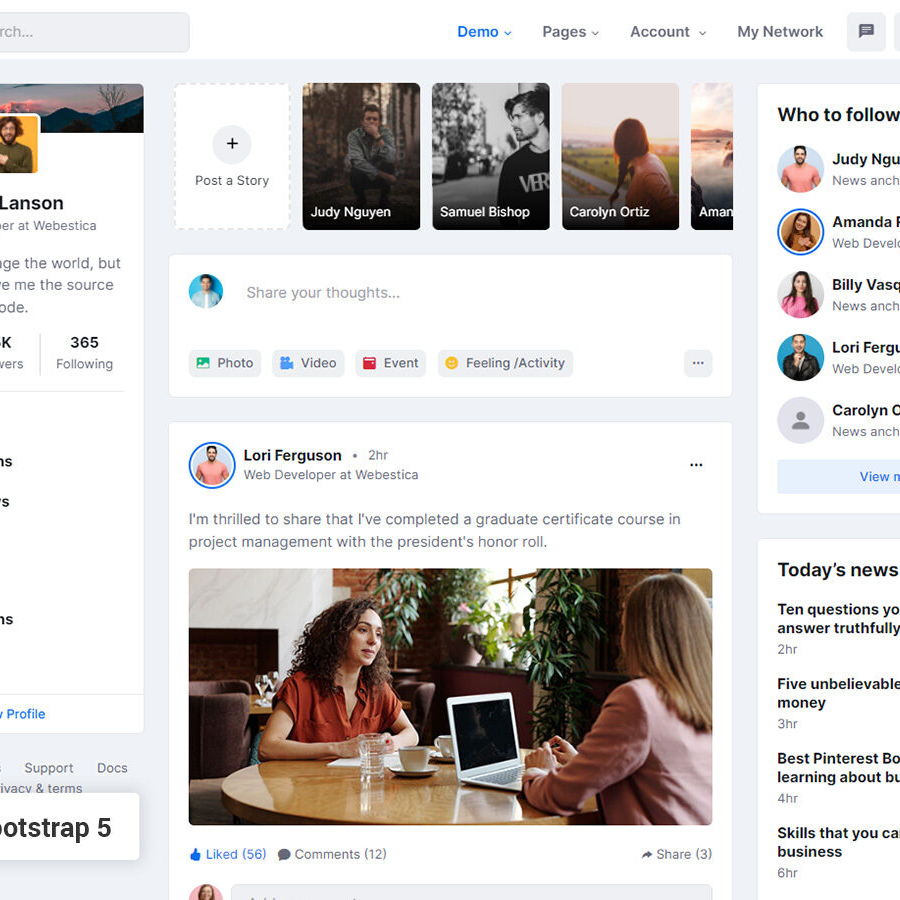 rch...
Demo
Pages
Account
My Network
Lanson
er at Webestica
age the world, but
ve me the source
ode.
K
365
wers
Following
ns
s
ns
Profile
Support
Docs
ivacy & terms
ootstrap 5
+
Post a Story
Judy Nguyen
Samuel Bishop
VER
Carolyn Ortiz
Aman
Share your thoughts...
Photo
Video
Event
Feeling /Activity
Lori Ferguson • 2hr
Web Developer at Webestica
I'm thrilled to share that I've completed a graduate certificate course in
project management with the president's honor roll.
Liked (56)
Comments (12)
Share (3)
Who to follow
Judy Ngu
News anch
Amanda R
Web Develo
Billy Vasq
News anch
Lori Fergu
Web Develo
Carolyn O
News anch
View m
Today's news
Ten questions yo
answer truthfully
2hr
Five unbelievable
money
3hr
Best Pinterest Bo
learning about bu
4hr
Skills that you ca
business
6hr